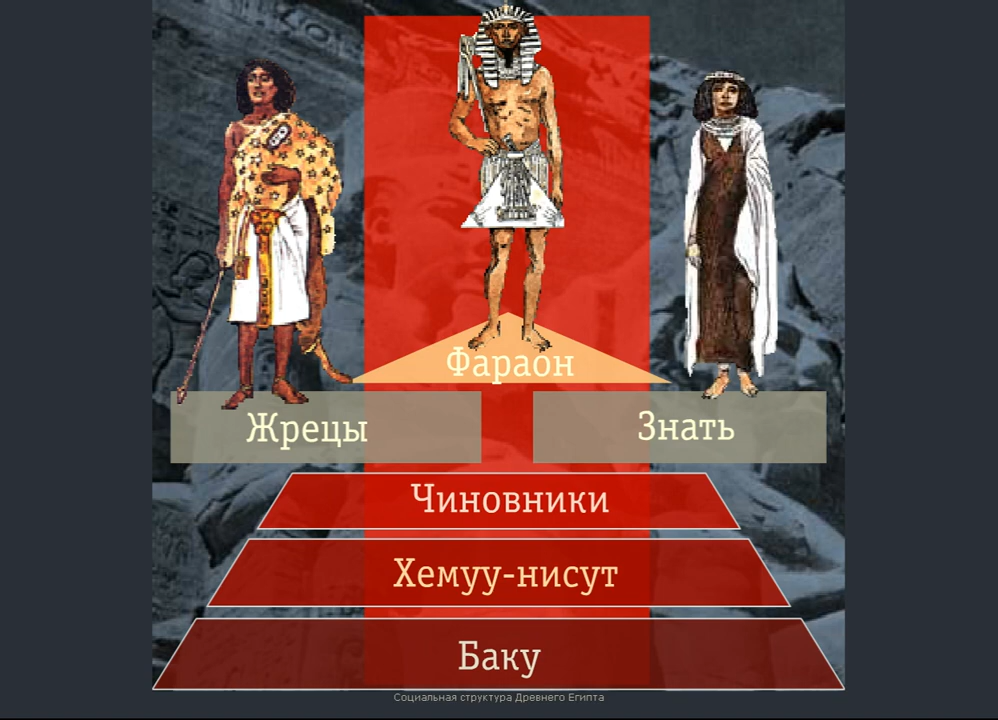 Фараон
Жрецы
Знать
Чиновники
Хемуу-нисут
Баку
Социальная структура Древнего Египта